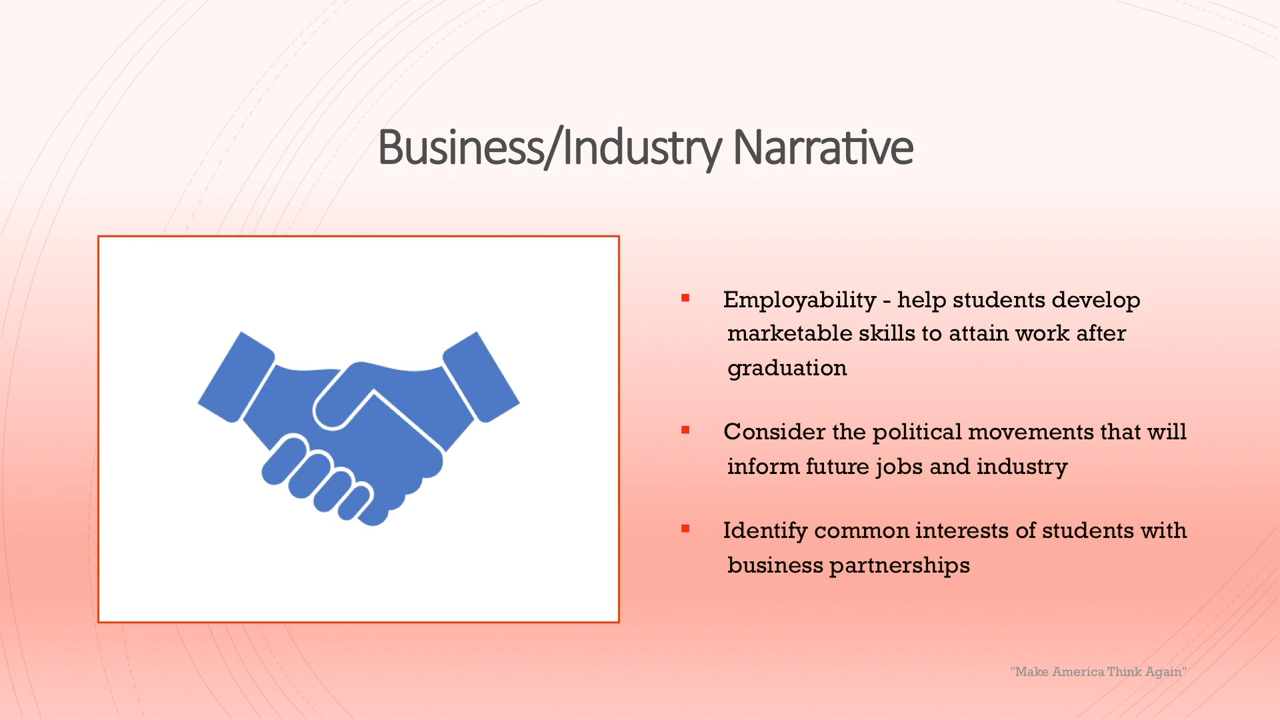 Business/Industry Narrative
▪ Employability - help students develop
marketable skills to attain work after
graduation
▪ Consider the political movements that will
inform future jobs and industry
▪ Identify common interests of students with
business partnerships
"Make America Think Again"